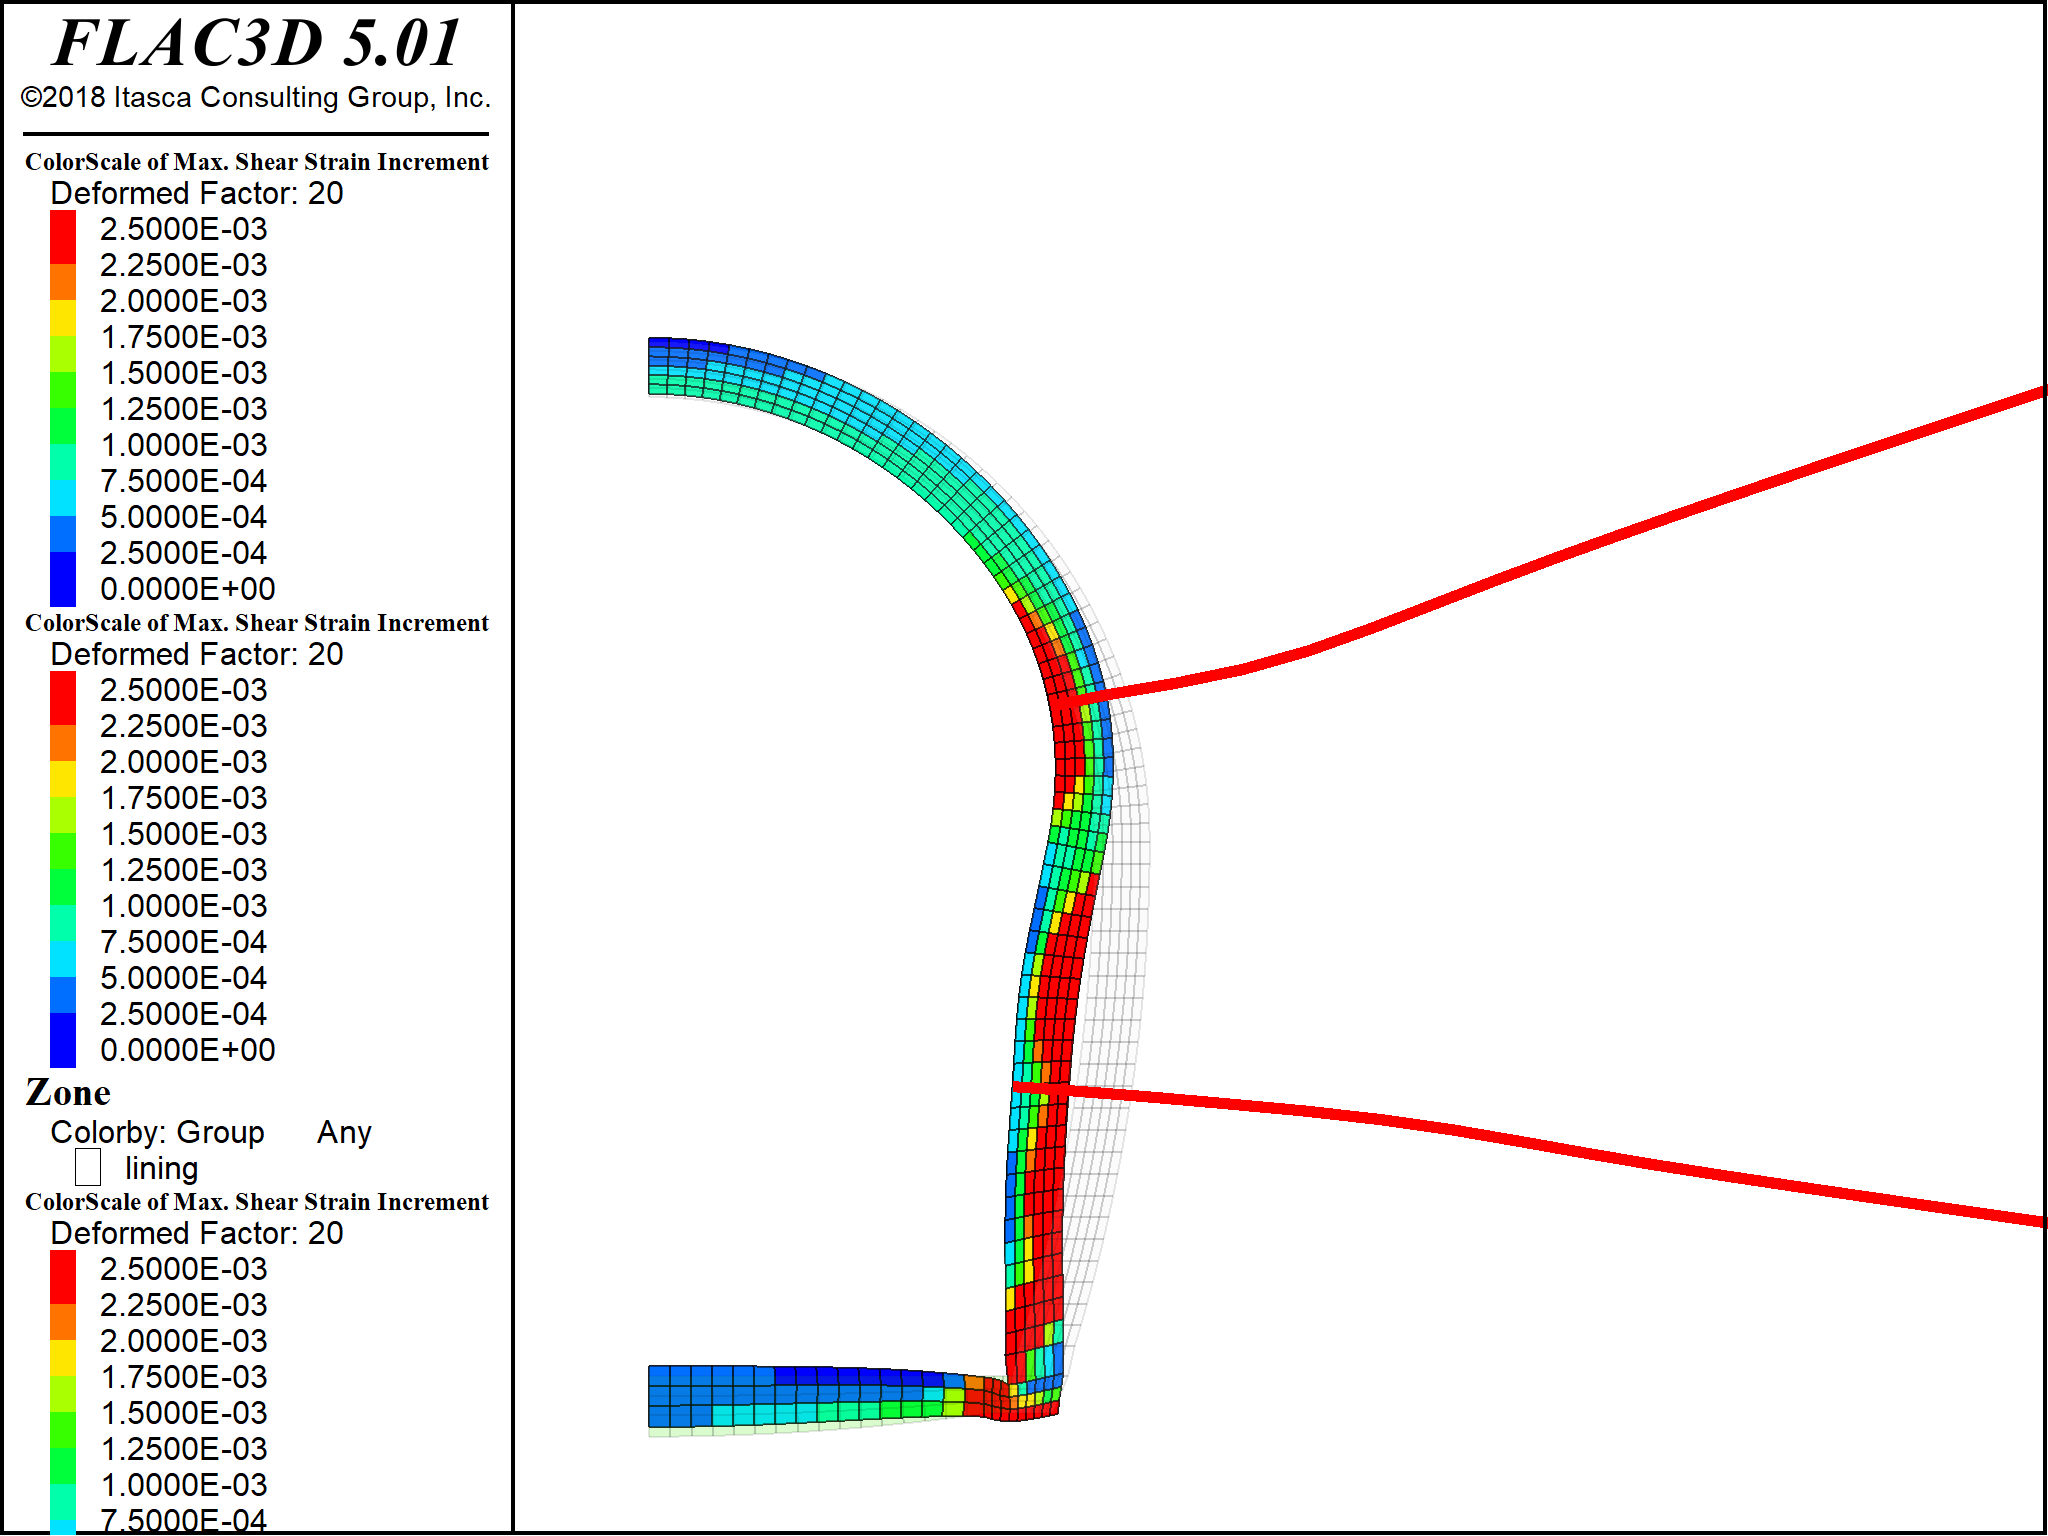 FLAC3D 5.01
©2018 Itasca Consulting Group, Inc.
ColorScale of Max. Shear Strain Increment
Deformed Factor: 20
2.5000E-03
2.2500E-03
2.0000E-03
1.7500E-03
1.5000E-03
1.2500E-03
1.0000E-03
7.5000E-04
5.0000E-04
2.5000E-04
0.0000E+00
ColorScale of Max. Shear Strain Increment
Deformed Factor: 20
2.5000E-03
2.2500E-03
2.0000E-03
1.7500E-03
1.5000E-03
1.2500E-03
1.0000E-03
7.5000E-04
5.0000E-04
2.5000E-04
0.0000E+00
Zone
Colorby: Group Any
lining
ColorScale of Max. Shear Strain Increment
Deformed Factor: 20
2.5000E-03
2.2500E-03
2.0000E-03
1.7500E-03
1.5000E-03
1.2500E-03
1.0000E-03
7.5000E-04